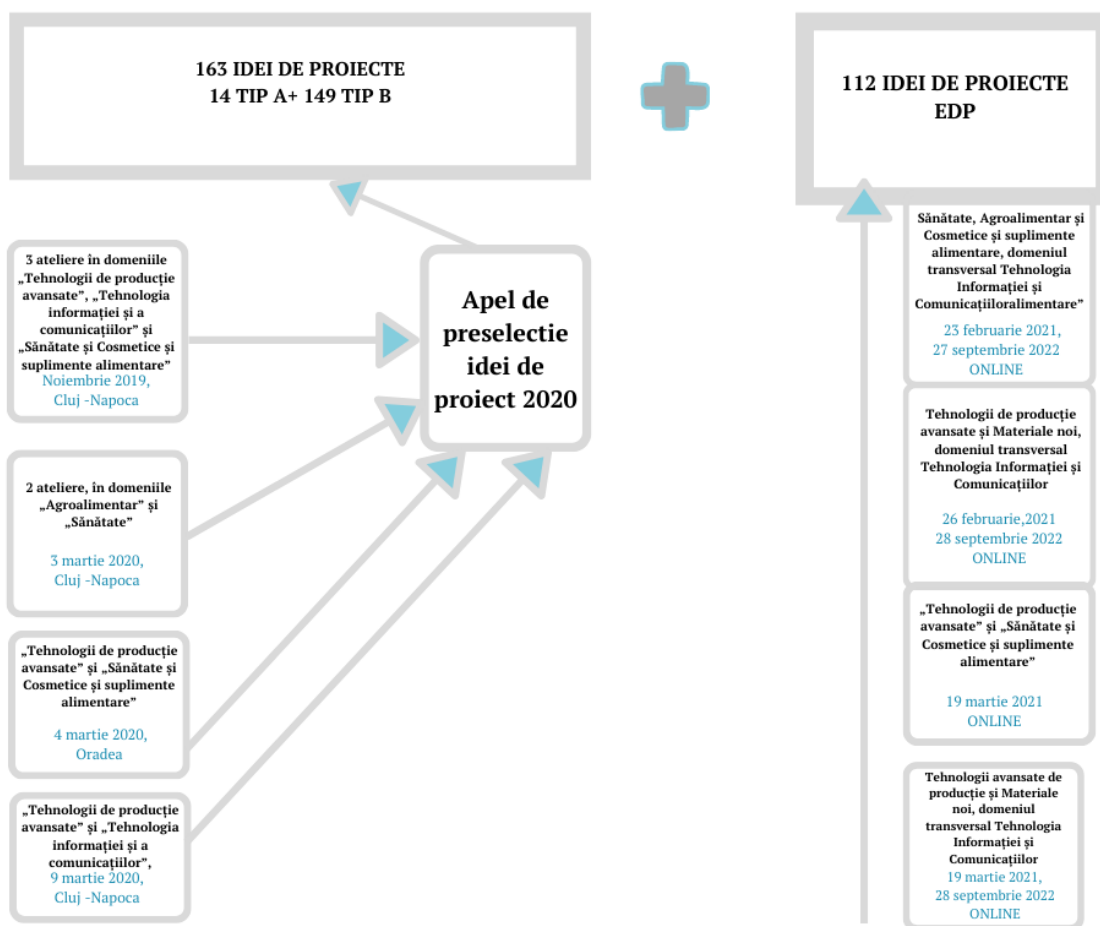 163 IDEI DE PROIECTE
14 TIP A+ 149 TIP B
112 IDEI DE PROIECTE
EDP
3 ateliere în domeniile
„Tehnologii de producție
avansate”, „Tehnologia
informației și a
comunicațiilor” și
„Sănătate și Cosmetice și
suplimente alimentare”
Noiembrie 2019,
Cluj -Napoca
2 ateliere, în domeniile
„Agroalimentar” și
„Sănătate”
3 martie 2020,
Cluj -Napoca
„Tehnologii de producție
avansate” și „Sănătate și
Cosmetice și suplimente
alimentare”
4 martie 2020,
Oradea
„Tehnologii de producție
avansate” și „Tehnologia
informației și a
comunicațiilor”,
9 martie 2020,
Cluj -Napoca
Apel de
preselectie
idei de
proiect 2020
Sănătate, Agroalimentar și
Cosmetice și suplimente
alimentare, domeniul
transversal Tehnologia
Informației și
Comunicațiiloralimentare”
23 februarie 2021,
27 septembrie 2022
ONLINE
Tehnologii de producție
avansate și Materiale noi,
domeniul transversal
Tehnologia Informației și
Comunicațiilor
26 februarie,2021
28 septembrie 2022
ONLINE
„Tehnologii de producție
avansate” și „Sănătate și
Cosmetice și suplimente
alimentare”
19 martie 2021
ONLINE
Tehnologii avansate de
producție și Materiale
noi, domeniul
transversal Tehnologia
Informației și
Comunicațiilor
19 martie 2021,
28 septembrie 2022
ONLINE